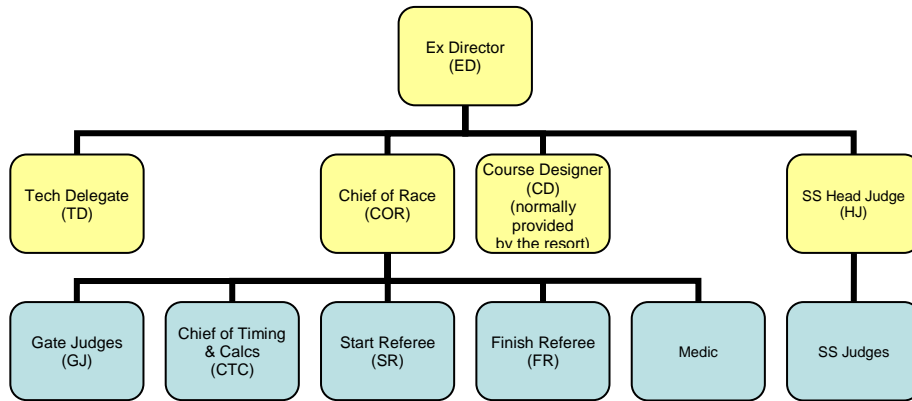 Ex Director
(ED)
Tech Delegate
(TD)
Chief of Race
(COR)
Course Designer
(CD)
(normally
provided
by the resort)
SS Head Judge
(HJ)
Gate Judges
(GJ)
Chief of Timing
& Calcs
(CTC)
Start Referee
(SR)
Finish Referee
(FR)
Medic
SS Judges